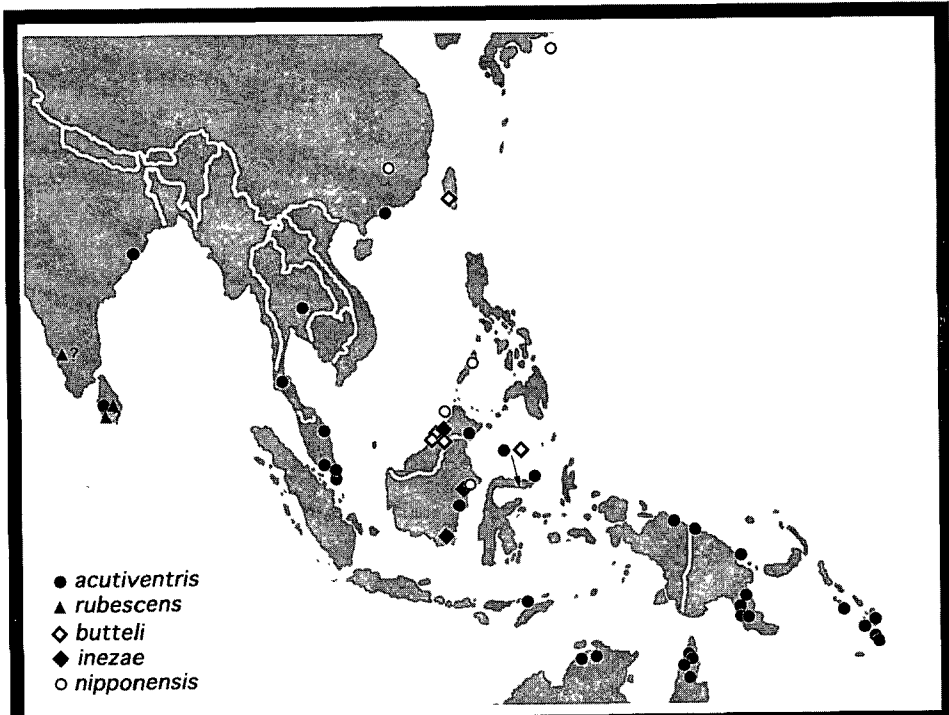 ?
acutiventris
rubescens
butteli
inezae
nipponensis